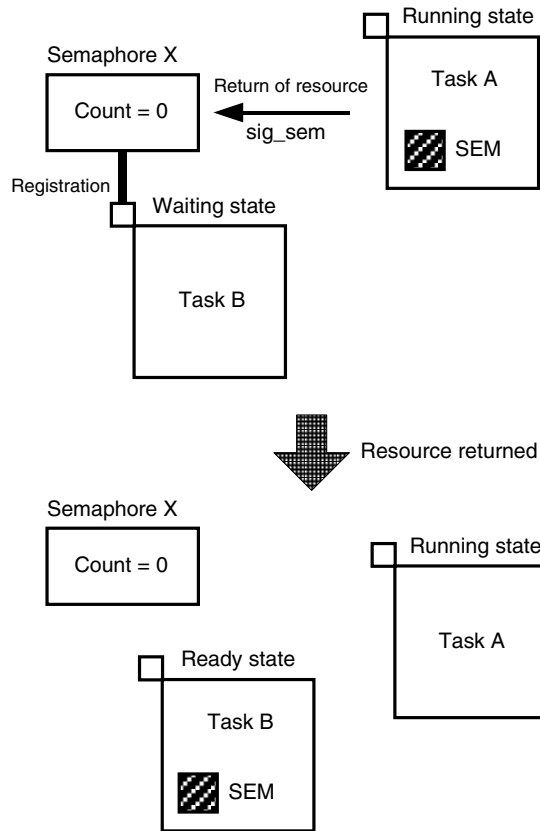 Running state
Semaphore X
Task A
Return of resource
Count = 0
sig_sem
SEM
Registration
Waiting state
Task B
Resource returned
Semaphore X
Running state
Count = 0
Task A
Ready state
Task B
SEM